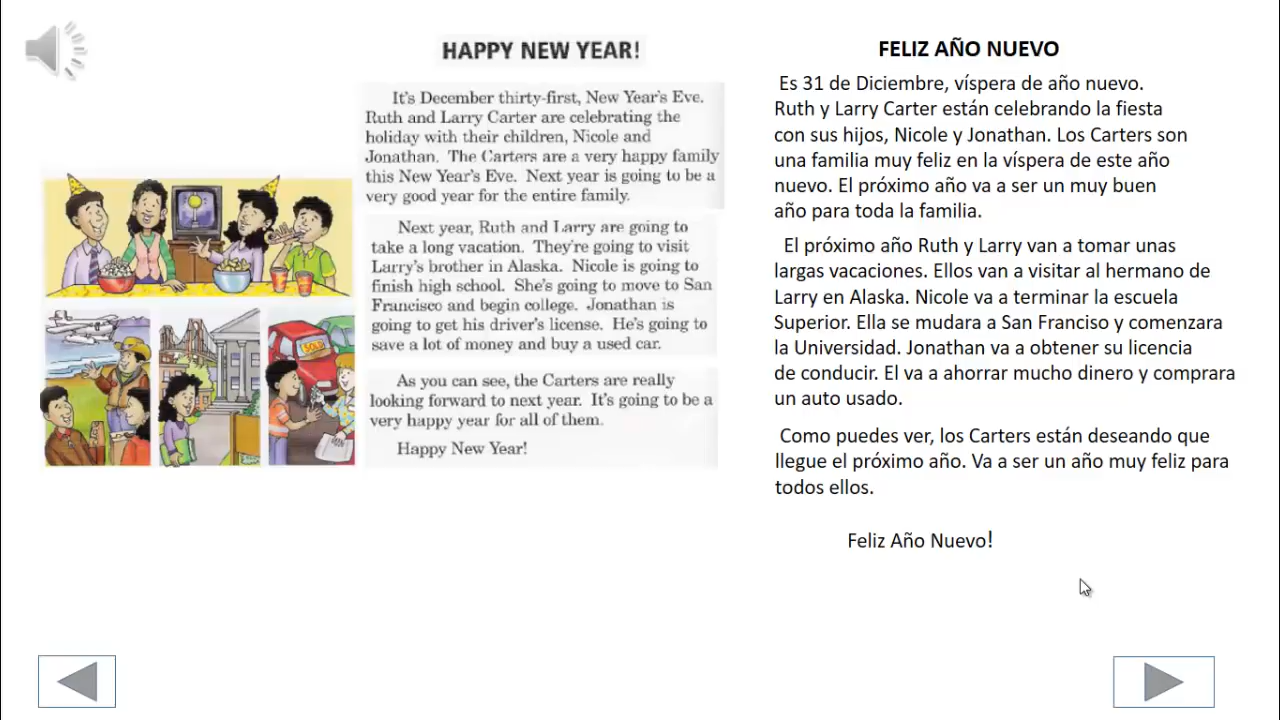 HAPPY NEW YEAR!
It's December thirty-first, New Year's Eve.
Ruth and Larry Carter are celebrating the
holiday with their children, Nicole and
Jonathan. The Carters are a very happy family
this New Year's Eve. Next year is going to be a
very good year for the entire family.
Next year, Ruth and Larry are going to
take a long vacation. They're going to visit
Larry's brother in Alaska. Nicole is going to
finish high school. She's going to move to San
Francisco and begin college. Jonathan is
going to get his driver's license. He's going to
save a lot of money and buy a used car.
As you can see, the Carters are really
looking forward to next year. It's going to be a
very happy year for all of them.
Happy New Year!
SOLD
FELIZ AÑO NUEVO
Es 31 de Diciembre, víspera de año nuevo.
Ruth y Larry Carter están celebrando la fiesta
con sus hijos, Nicole y Jonathan. Los Carters son
una familia muy feliz en la víspera de este año
nuevo. El próximo año va a ser un muy buen
año para toda la familia.
El próximo año Ruth y Larry van a tomar unas
largas vacaciones. Ellos van a visitar al hermano de
Larry en Alaska. Nicole va a terminar la escuela
Superior. Ella se mudara a San Franciso y comenzara
la Universidad. Jonathan va a obtener su licencia
de conducir. El va a ahorrar mucho dinero y comprara
un auto usado.
Como puedes ver, los Carters están deseando que
llegue el próximo año. Va a ser un año muy feliz para
todos ellos.
Feliz Año Nuevo!